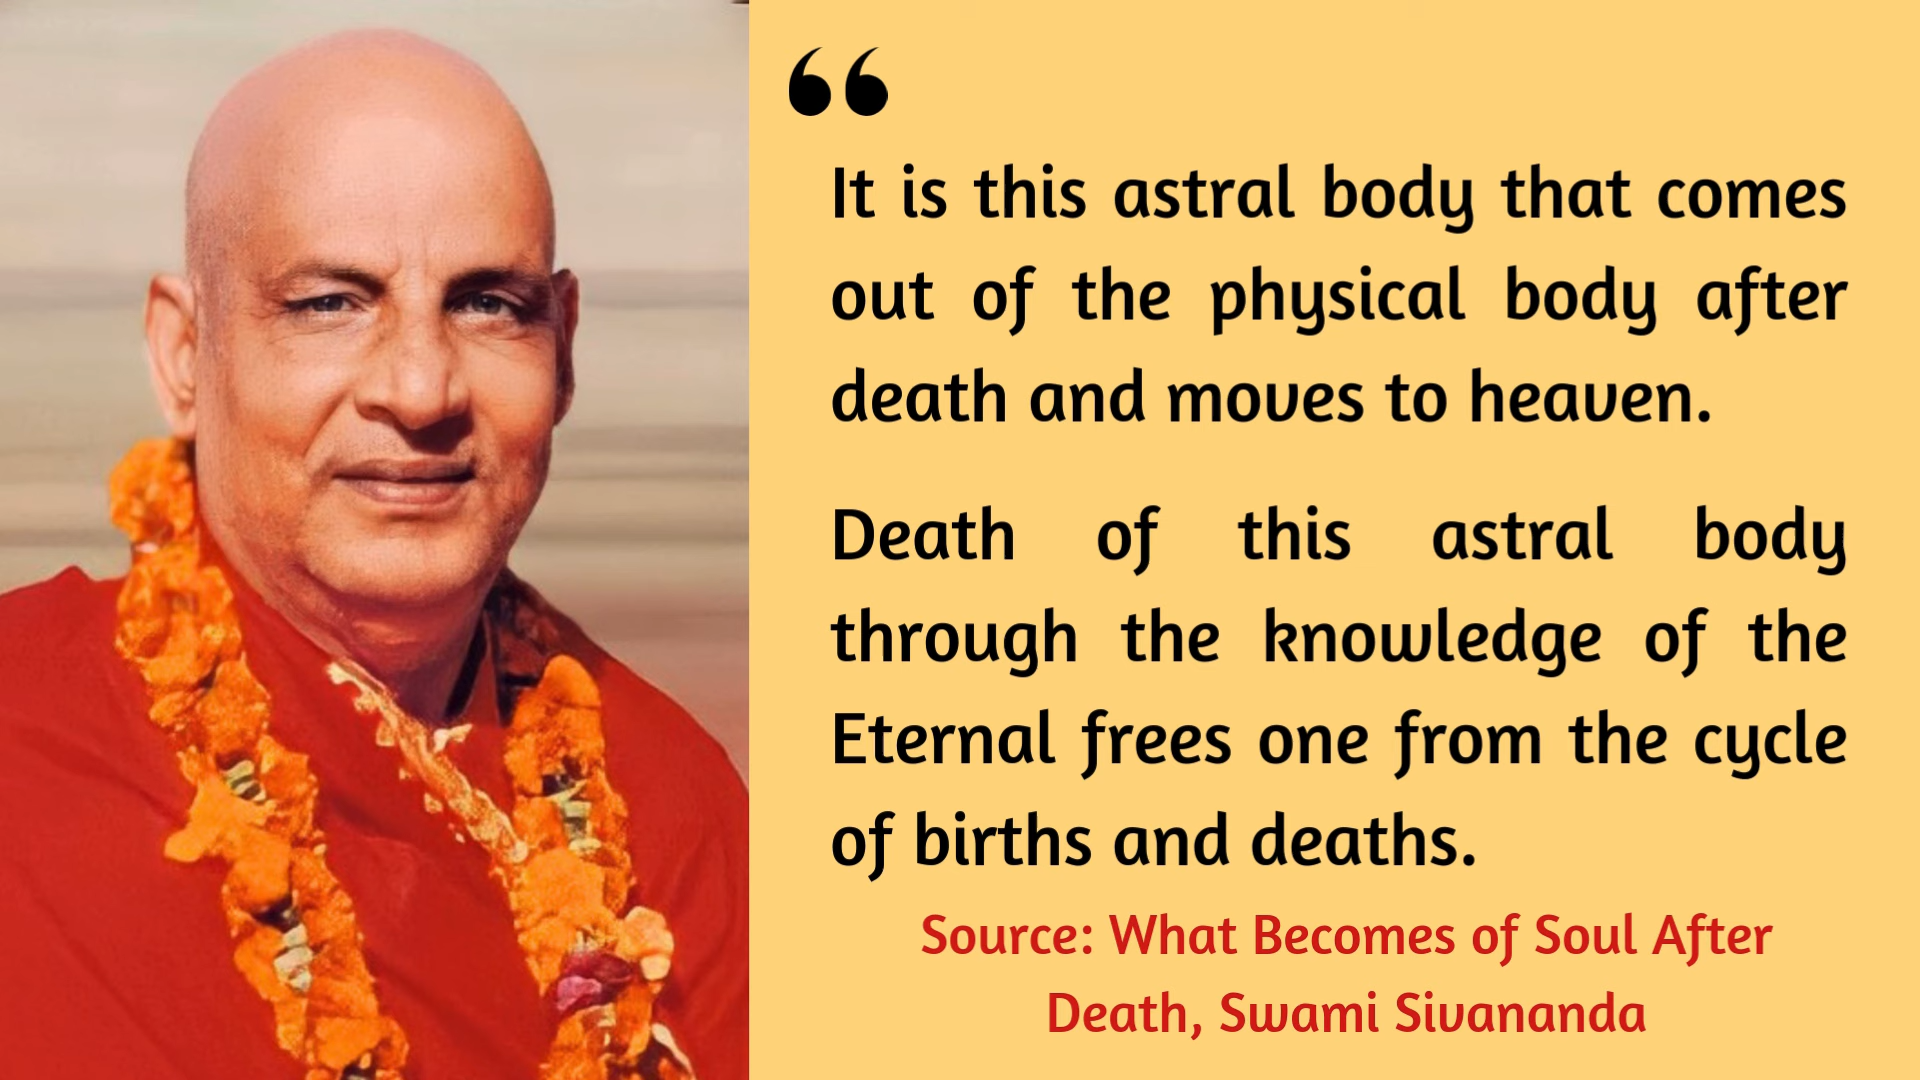 “
It is this astral body that comes
out of the physical body after
death and moves to heaven.
Death of this astral body
through the knowledge of the
Eternal frees one from the cycle
of births and deaths.
Source: What Becomes of Soul After
Death, Swami Sivananda